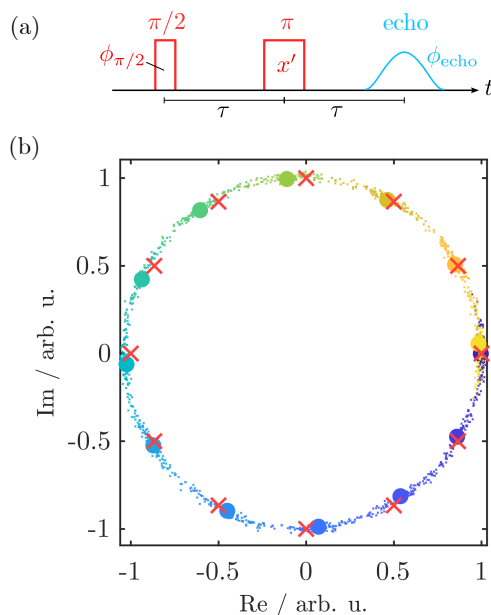 (a)
π/2 π echo
ϕπ/2 x′ ϕecho
t
τ τ
(b)
Im / arb. u.
1
0.5
0
-0.5
-1
-1 -0.5 0 0.5 1
Re / arb. u.